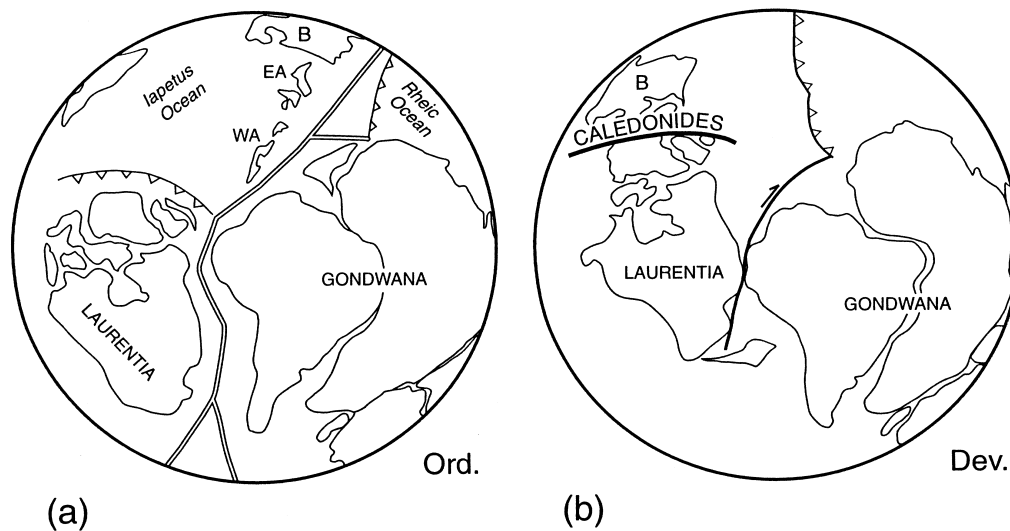 B
EA
Iapetus
Ocean
Rheic
Ocean
WA
GONDWANA
LAURENTIA
Ord.
(a)
B
CALEDONIDES
LAURENTIA
GONDWANA
Dev.
(b)